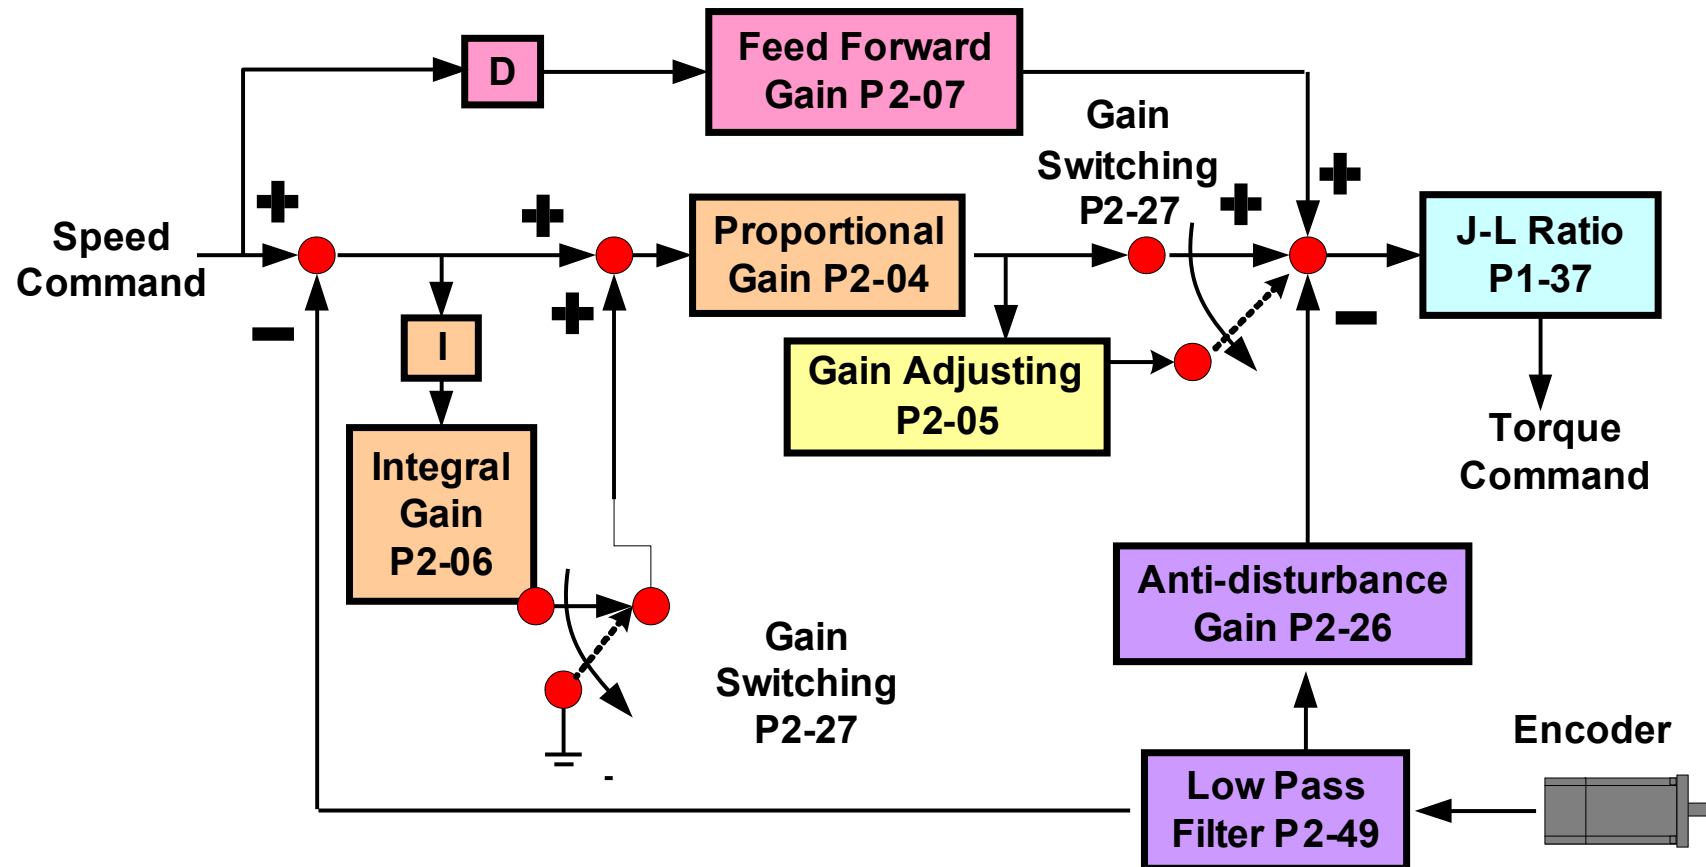 D
Feed Forward
Gain P2-07
Gain
Switching
P2-27
Speed
Command
Proportional
Gain P2-04
J-L Ratio
P1-37
I
Gain Adjusting
P2-05
Torque
Command
Integral
Gain
P2-06
Anti-disturbance
Gain P2-26
Gain
Switching
P2-27
Encoder
Low Pass
Filter P2-49